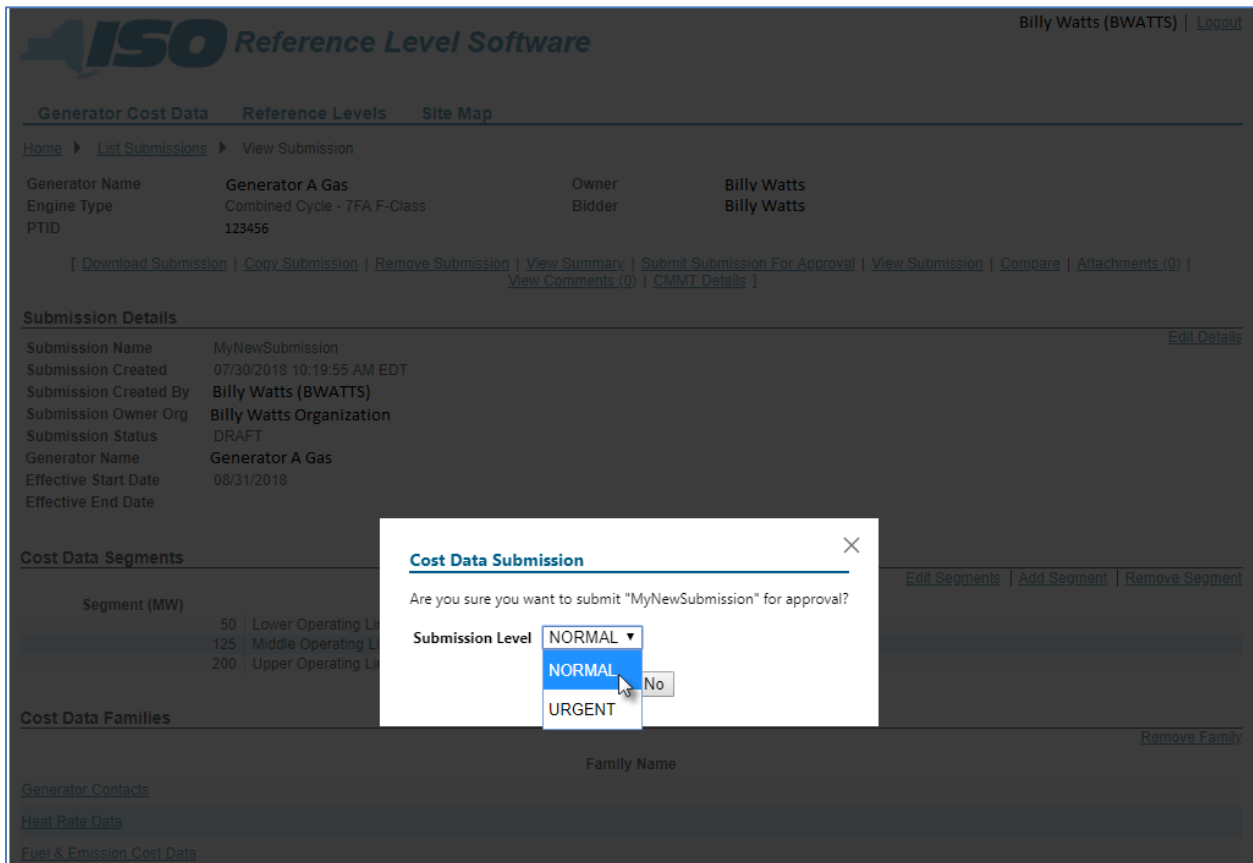 Billy Watts (BWATTS) | Logout
ISO Reference Level Software
Generator Cost Data Reference Levels Site Map
Home List Submissions View Submission
Generator Name Generator A Gas Owner Billy Watts
Engine Type Combined Cycle - 7FA F-Class Bidder Billy Watts
PTID 123456
[ Download Submission | Copy Submission | Remove Submission | View Summary | Submit Submission For Approval | View Submission | Compare | Attachments (0) |
View Comments (0) | CMMT Details ]
Submission Details
Edit Details
Submission Name MyNewSubmission
Submission Created 07/30/2018 10:19:55 AM EDT
Submission Created By Billy Watts (BWATTS)
Submission Owner Org Billy Watts Organization
Submission Status DRAFT
Generator Name Generator A Gas
Effective Start Date 08/31/2018
Effective End Date
Cost Data Segments
Edit Segments | Add Segment | Remove Segment
Segment (MW)
50 Lower Operating Li
125 Middle Operating Li
200 Upper Operating Li
Cost Data Submission
Are you sure you want to submit "MyNewSubmission" for approval?
Submission Level NORMAL
NORMAL
No
URGENT
Cost Data Families
Remove Family
Family Name
Generator Contacts
Heat Rate Data
Fuel & Emission Cost Data